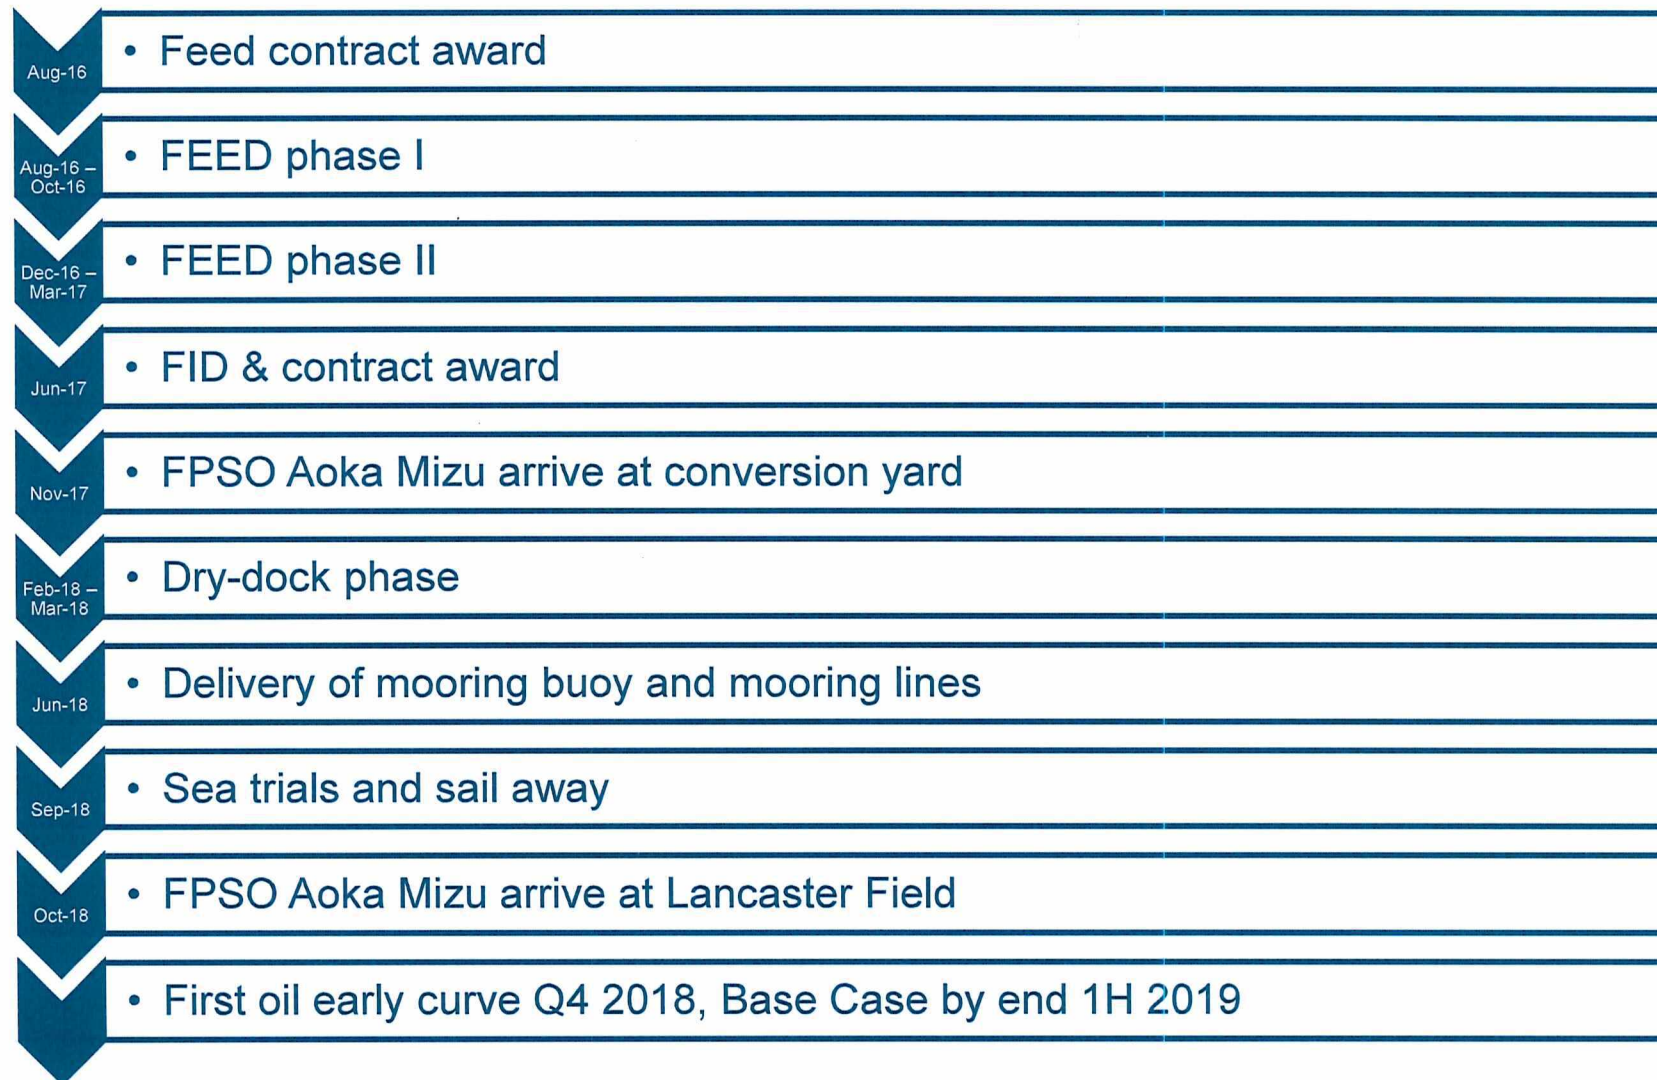 Aug-16
• Feed contract award
Aug-16 –
Oct-16
• FEED phase I
Dec-16 –
Mar-17
• FEED phase II
Jun-17
• FID & contract award
Nov-17
• FPSO Aoka Mizu arrive at conversion yard
Feb-18 –
Mar-18
• Dry-dock phase
Jun-18
• Delivery of mooring buoy and mooring lines
Sep-18
• Sea trials and sail away
Oct-18
• FPSO Aoka Mizu arrive at Lancaster Field
• First oil early curve Q4 2018, Base Case by end 1H 2019